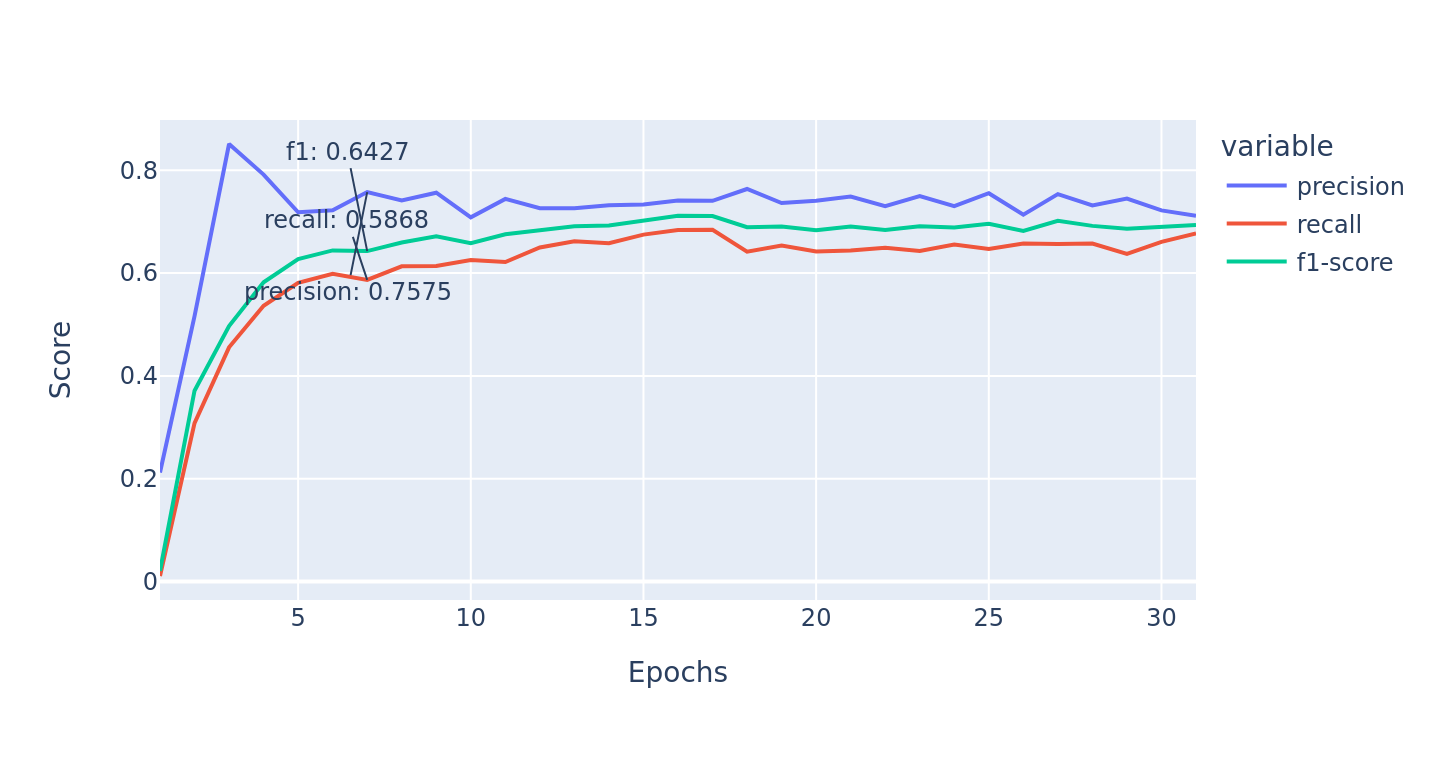 f1: 0.6427
recall: 0.5868
precision: 0.7575
0.8
0.6
0.4
0.2
0
Score
5 10 15 20 25 30
Epochs
variable
precision
recall
f1-score